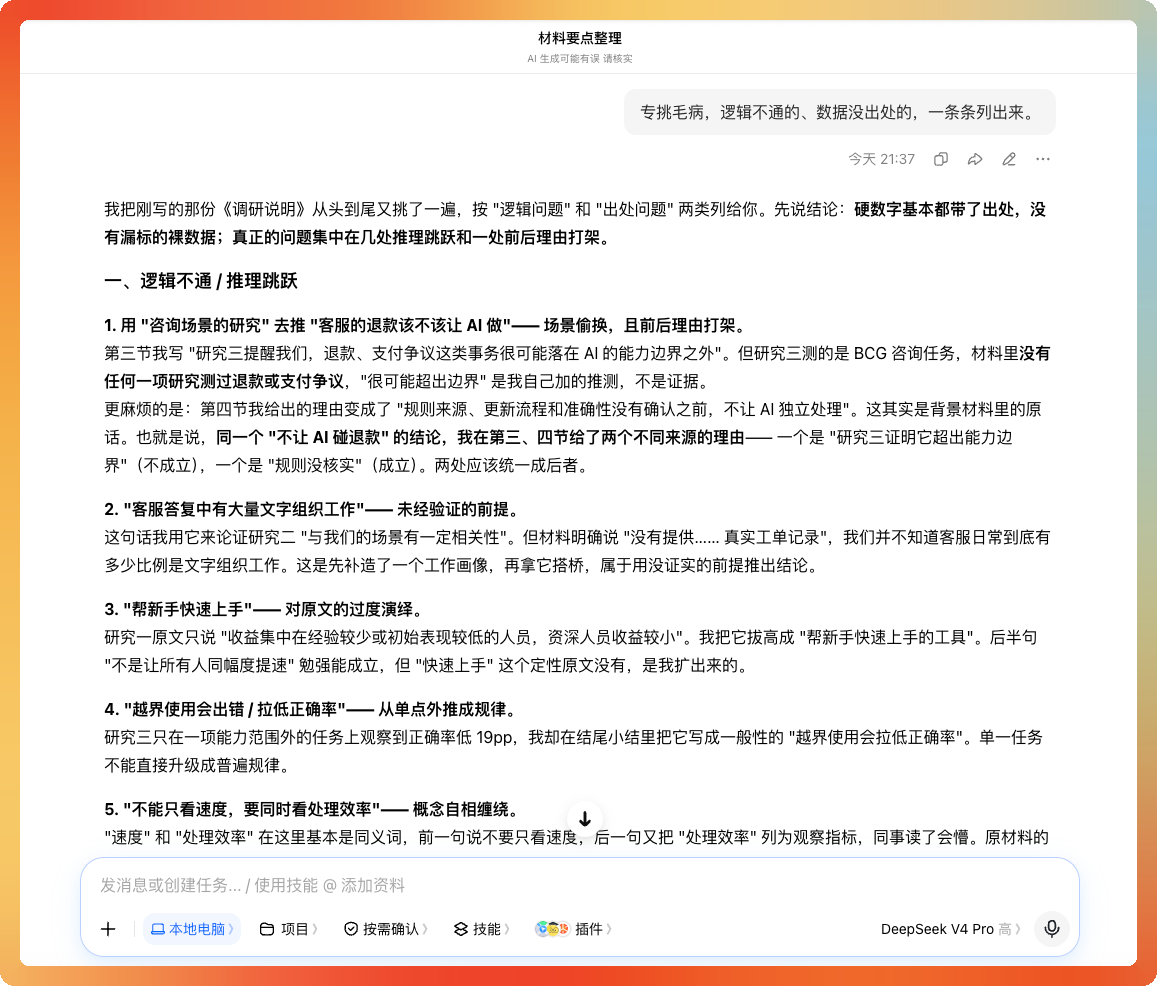 材料要点整理
AI 生成可能有误 请核实
专挑毛病，逻辑不通的、数据没出处的，一条条列出来。
今天 21:37
我把刚写的那份《调研说明》从头到尾又挑了一遍，按 "逻辑问题" 和 "出处问题" 两类列给你。先说结论：硬数字基本都带了出处，没
有漏标的裸数据；真正的问题集中在几处推理跳跃和一处前后理由打架。
一、逻辑不通 / 推理跳跃
1. 用 "咨询场景的研究" 去推 "客服的退款该不该让 AI 做"—— 场景偷换，且前后理由打架。
第三节我写 "研究三提醒我们，退款、支付争议这类事务很可能落在 AI 的能力边界之外"。但研究三测的是 BCG 咨询任务，材料里没有
任何一项研究测过退款或支付争议，"很可能超出边界" 是我自己加的推测，不是证据。
更麻烦的是：第四节我给出的理由变成了 "规则来源、更新流程和准确性没有确认之前，不让 AI 独立处理"。这其实是背景材料里的原
话。也就是说，同一个 "不让 AI 碰退款" 的结论，我在第三、四节给了两个不同来源的理由—— 一个是 "研究三证明它超出能力边
界"（不成立），一个是 "规则没核实"（成立）。两处应该统一成后者。
2. "客服答复中有大量文字组织工作"—— 未经验证的前提。
这句话我用它来论证研究二 "与我们的场景有一定相关性"。但材料明确说 "没有提供...... 真实工单记录"，我们并不知道客服日常到底有
多少比例是文字组织工作。这是先补造了一个工作画像，再拿它搭桥，属于用没证实的前提推出结论。
3. "帮新手快速上手"—— 对原文的过度演绎。
研究一原文只说 "收益集中在经验较少或初始表现较低的人员，资深人员收益较小"。我把它拔高成 "帮新手快速上手的工具"。后半句
"不是让所有人同幅度提速" 勉强能成立，但 "快速上手" 这个定性原文没有，是我扩出来的。
4. "越界使用会出错 / 拉低正确率"—— 从单点外推成规律。
研究三只在一项能力范围外的任务上观察到正确率低 19pp，我却在结尾小结里把它写成一般性的 "越界使用会拉低正确率"。单一任务
不能直接升级成普遍规律。
5. "不能只看速度，要同时看处理效率"—— 概念自相缠绕。
"速度" 和 "处理效率" 在这里基本是同义词，前一句说不要只看速度，后一句又把 "处理效率" 列为观察指标，同事读了会懵。原材料的
发消息或创建任务... / 使用技能 @ 添加资料
本地电脑 项目 按需确认 技能 插件 DeepSeek V4 Pro 高